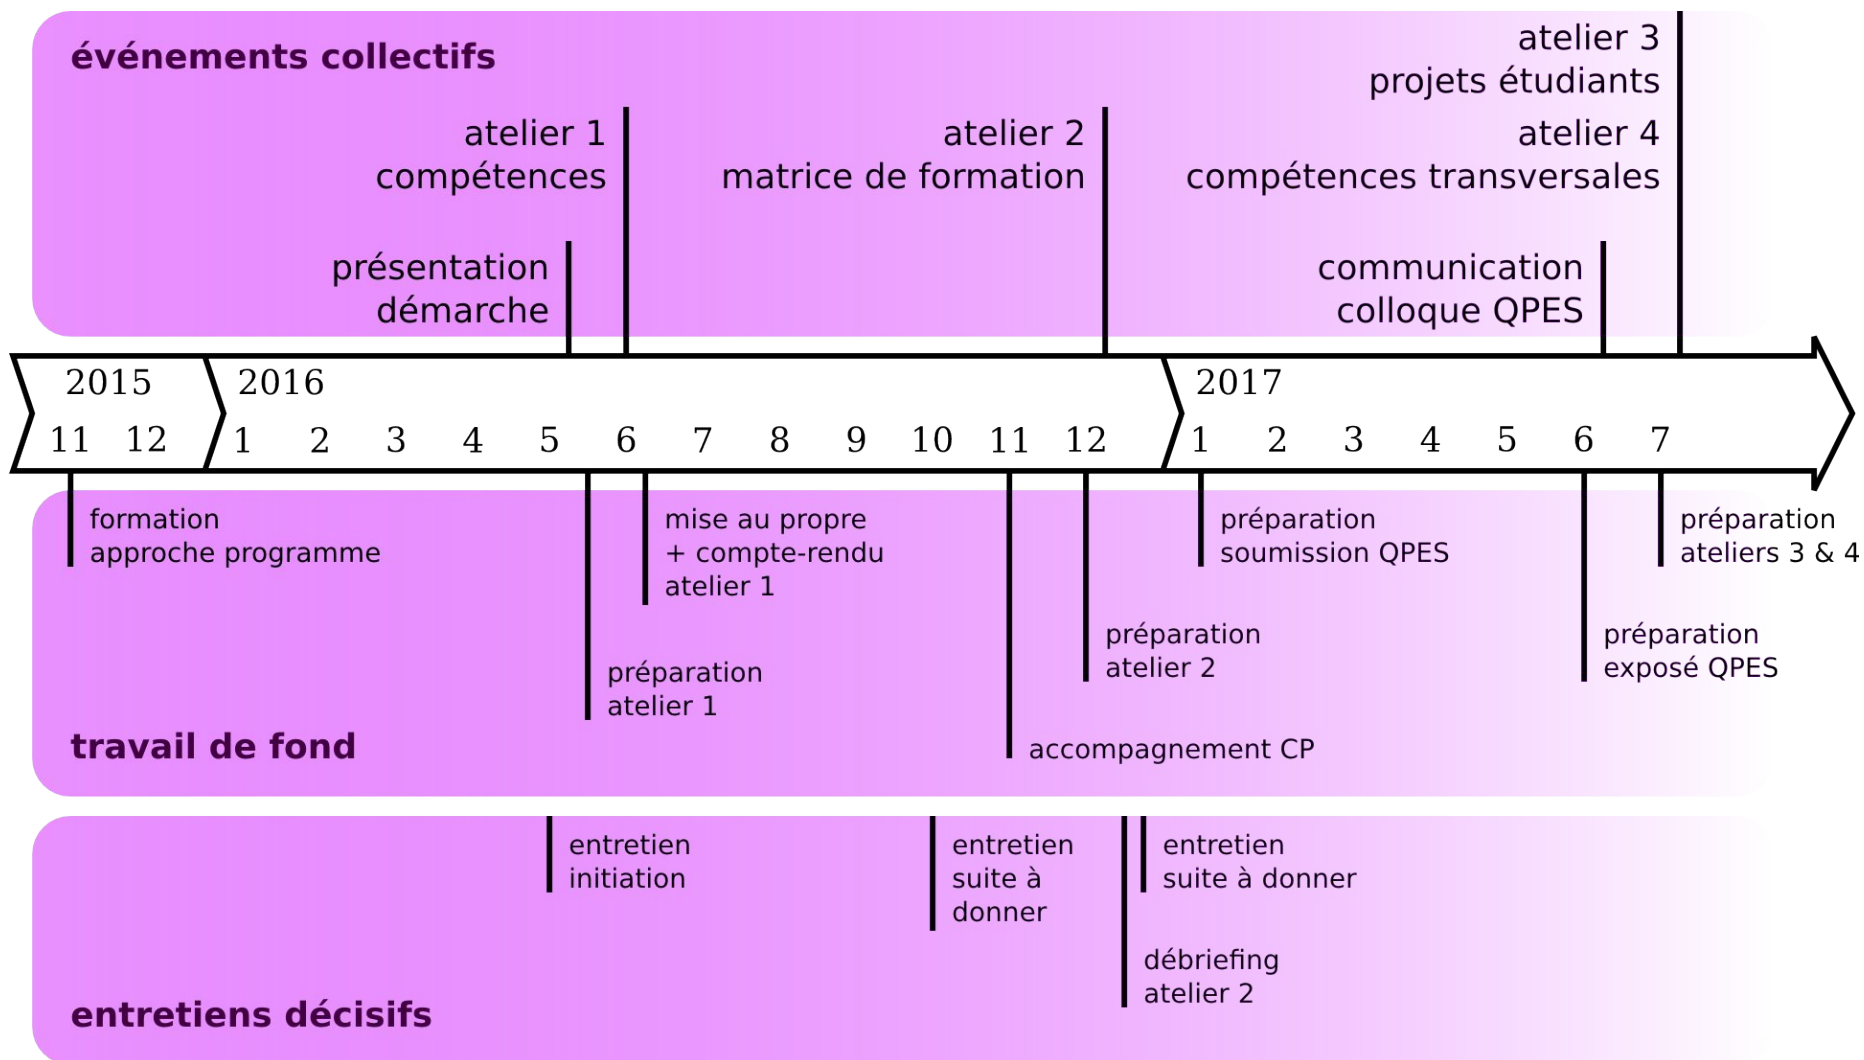 événements collectifs
atelier 3
projets étudiants
atelier 1
compétences
atelier 2
matrice de formation
atelier 4
compétences transversales
présentation
démarche
communication
colloque QPES
2015 2016 2017
11 12 1 2 3 4 5 6 7 8 9 10 11 12 1 2 3 4 5 6 7
formation
approche programme
mise au propre
+ compte-rendu
atelier 1
préparation
soumission QPES
préparation
ateliers 3 & 4
préparation
atelier 1
préparation
atelier 2
préparation
exposé QPES
travail de fond
accompagnement CP
entretien
initiation
entretien
suite à
donner
entretien
suite à donner
débriefing
atelier 2
entretiens décisifs